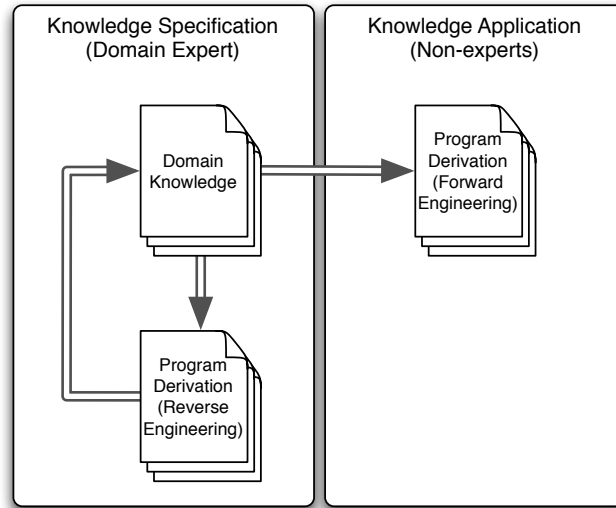 Knowledge Specification
(Domain Expert)
Knowledge Application
(Non-experts)
Domain
Knowledge
Program
Derivation
(Forward
Engineering)
Program
Derivation
(Reverse
Engineering)